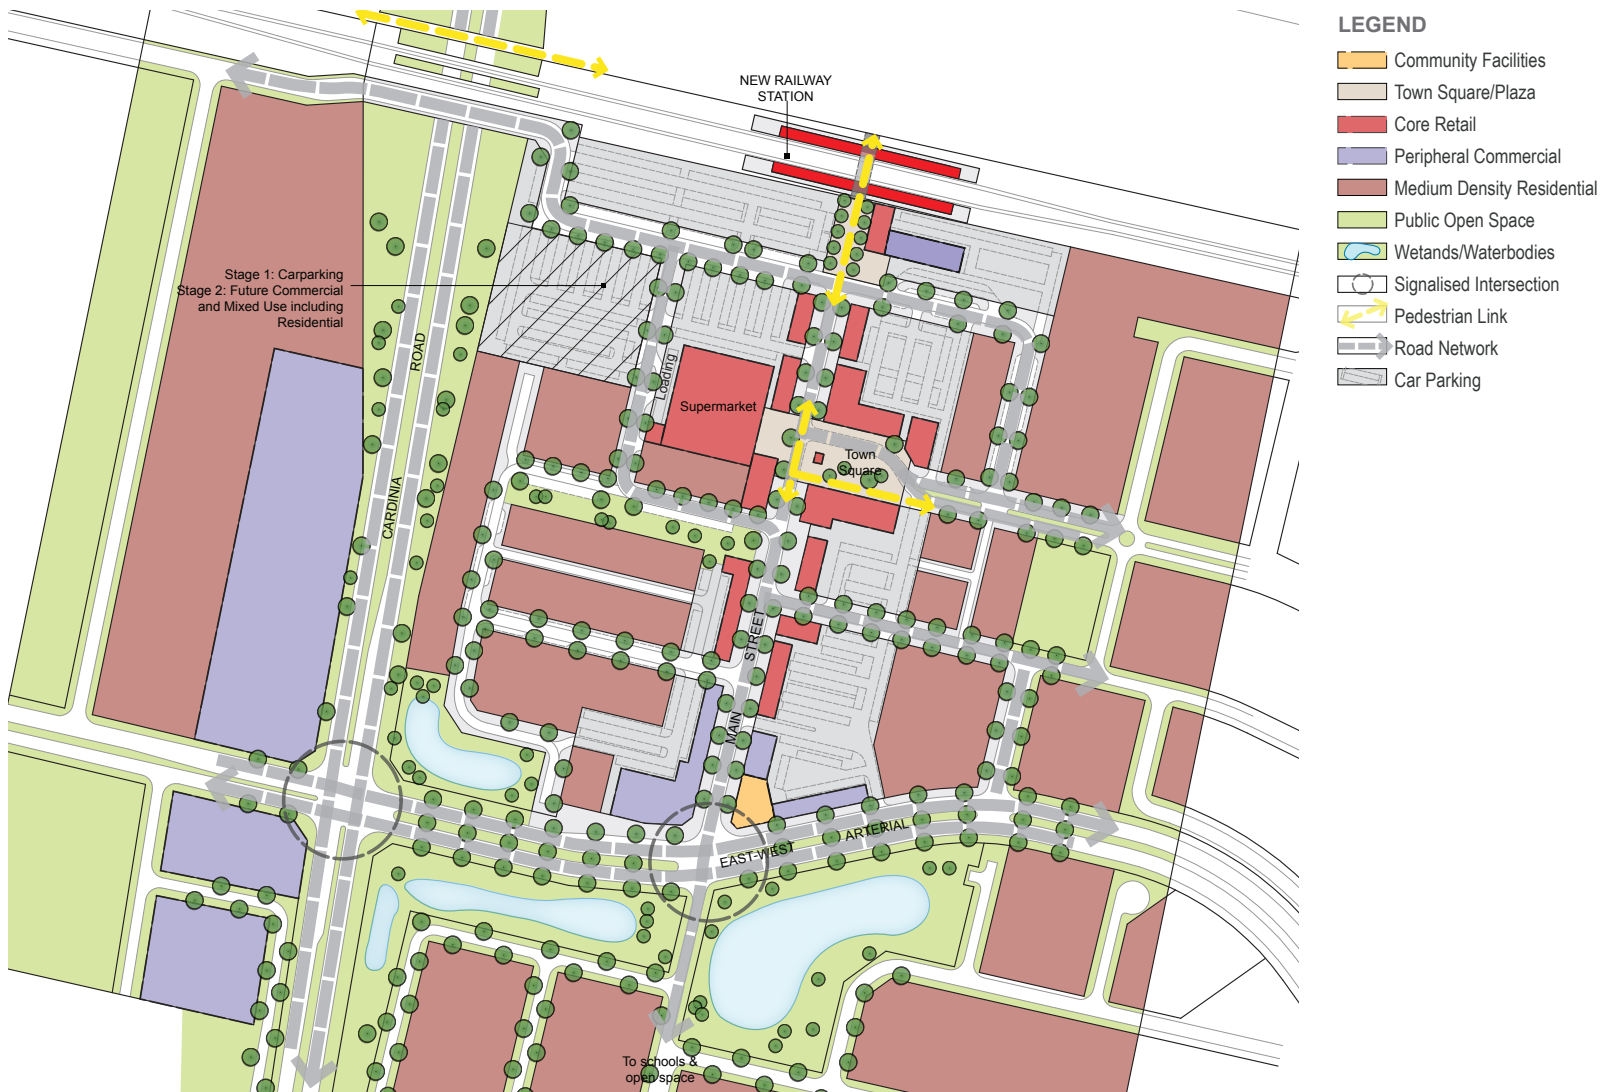 LEGEND
Community Facilities
Town Square/Plaza
Core Retail
Peripheral Commercial
Medium Density Residential
Public Open Space
Wetands/Waterbodies
Signalised Intersection
Pedestrian Link
Road Network
Car Parking
NEW RAILWAY
STATION
Stage 1: Carparking
Stage 2: Future Commercial
and Mixed Use including
Residential
CARDINIA ROAD
Loading
Supermarket
Town
Square
MAIN STREET
EAST-WEST ARTERIAL
To schools &
open space